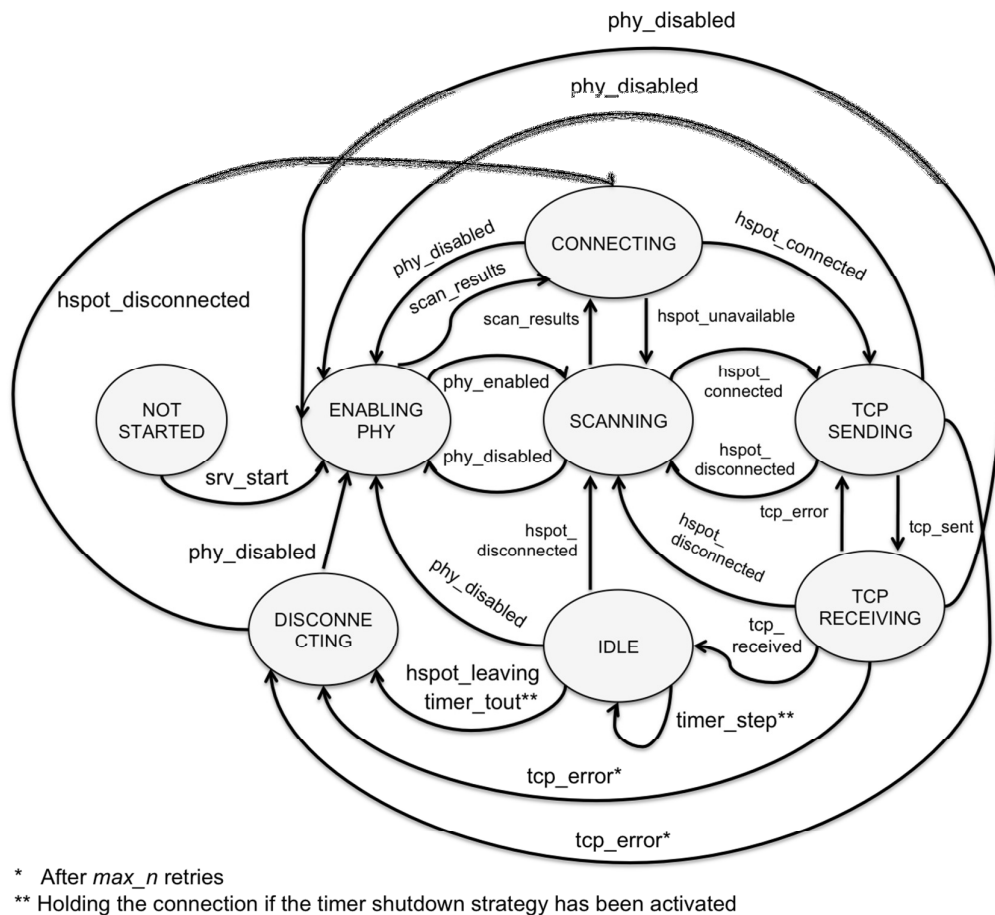 phy_disabled
phy_disabled
CONNECTING
phy_disabled
hspot_connected
scan_results
hspot_disconnected
scan_results
hspot_unavailable
NOT
STARTED
ENABLING
PHY
phy_enabled
SCANNING
hspot_
connected
TCP
SENDING
phy_disabled
hspot_
disconnected
srv_start
tcp_error
tcp_sent
hspot_
disconnected
hspot_
disconnected
phy_disabled
phy_disabled
DISCONNE
CTING
IDLE
tcp_
received
TCP
RECEIVING
hspot_leaving
timer_tout**
timer_step**
tcp_error*
tcp_error*
* After max_n retries
** Holding the connection if the timer shutdown strategy has been activated